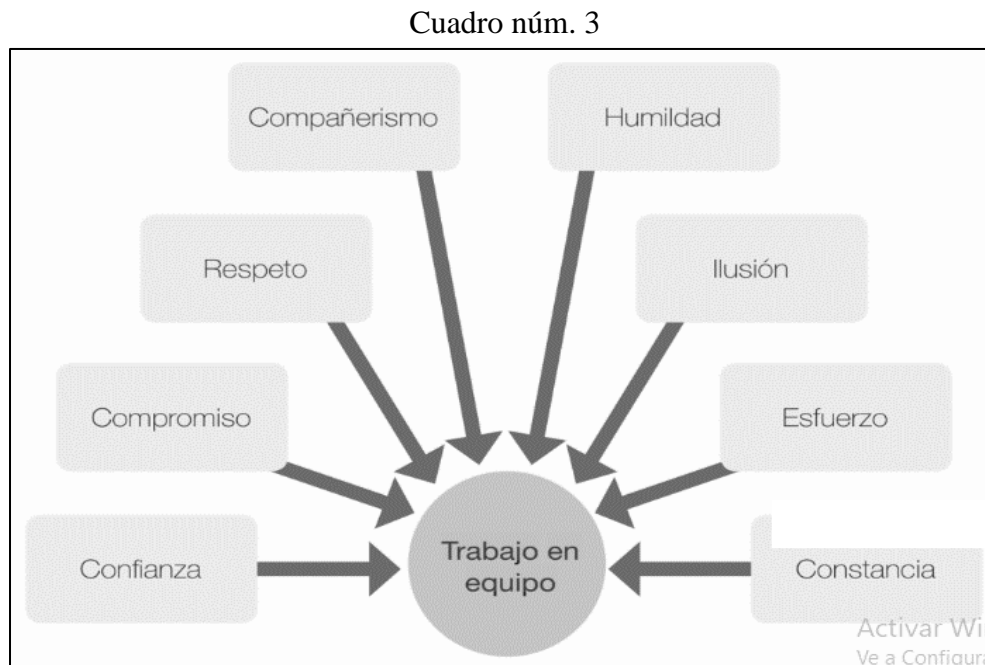 Cuadro núm. 3
Compañerismo
Humildad
Respeto
Ilusión
Compromiso
Esfuerzo
Confianza
Trabajo en
equipo
Constancia
Activar Wi
Ve a Configura